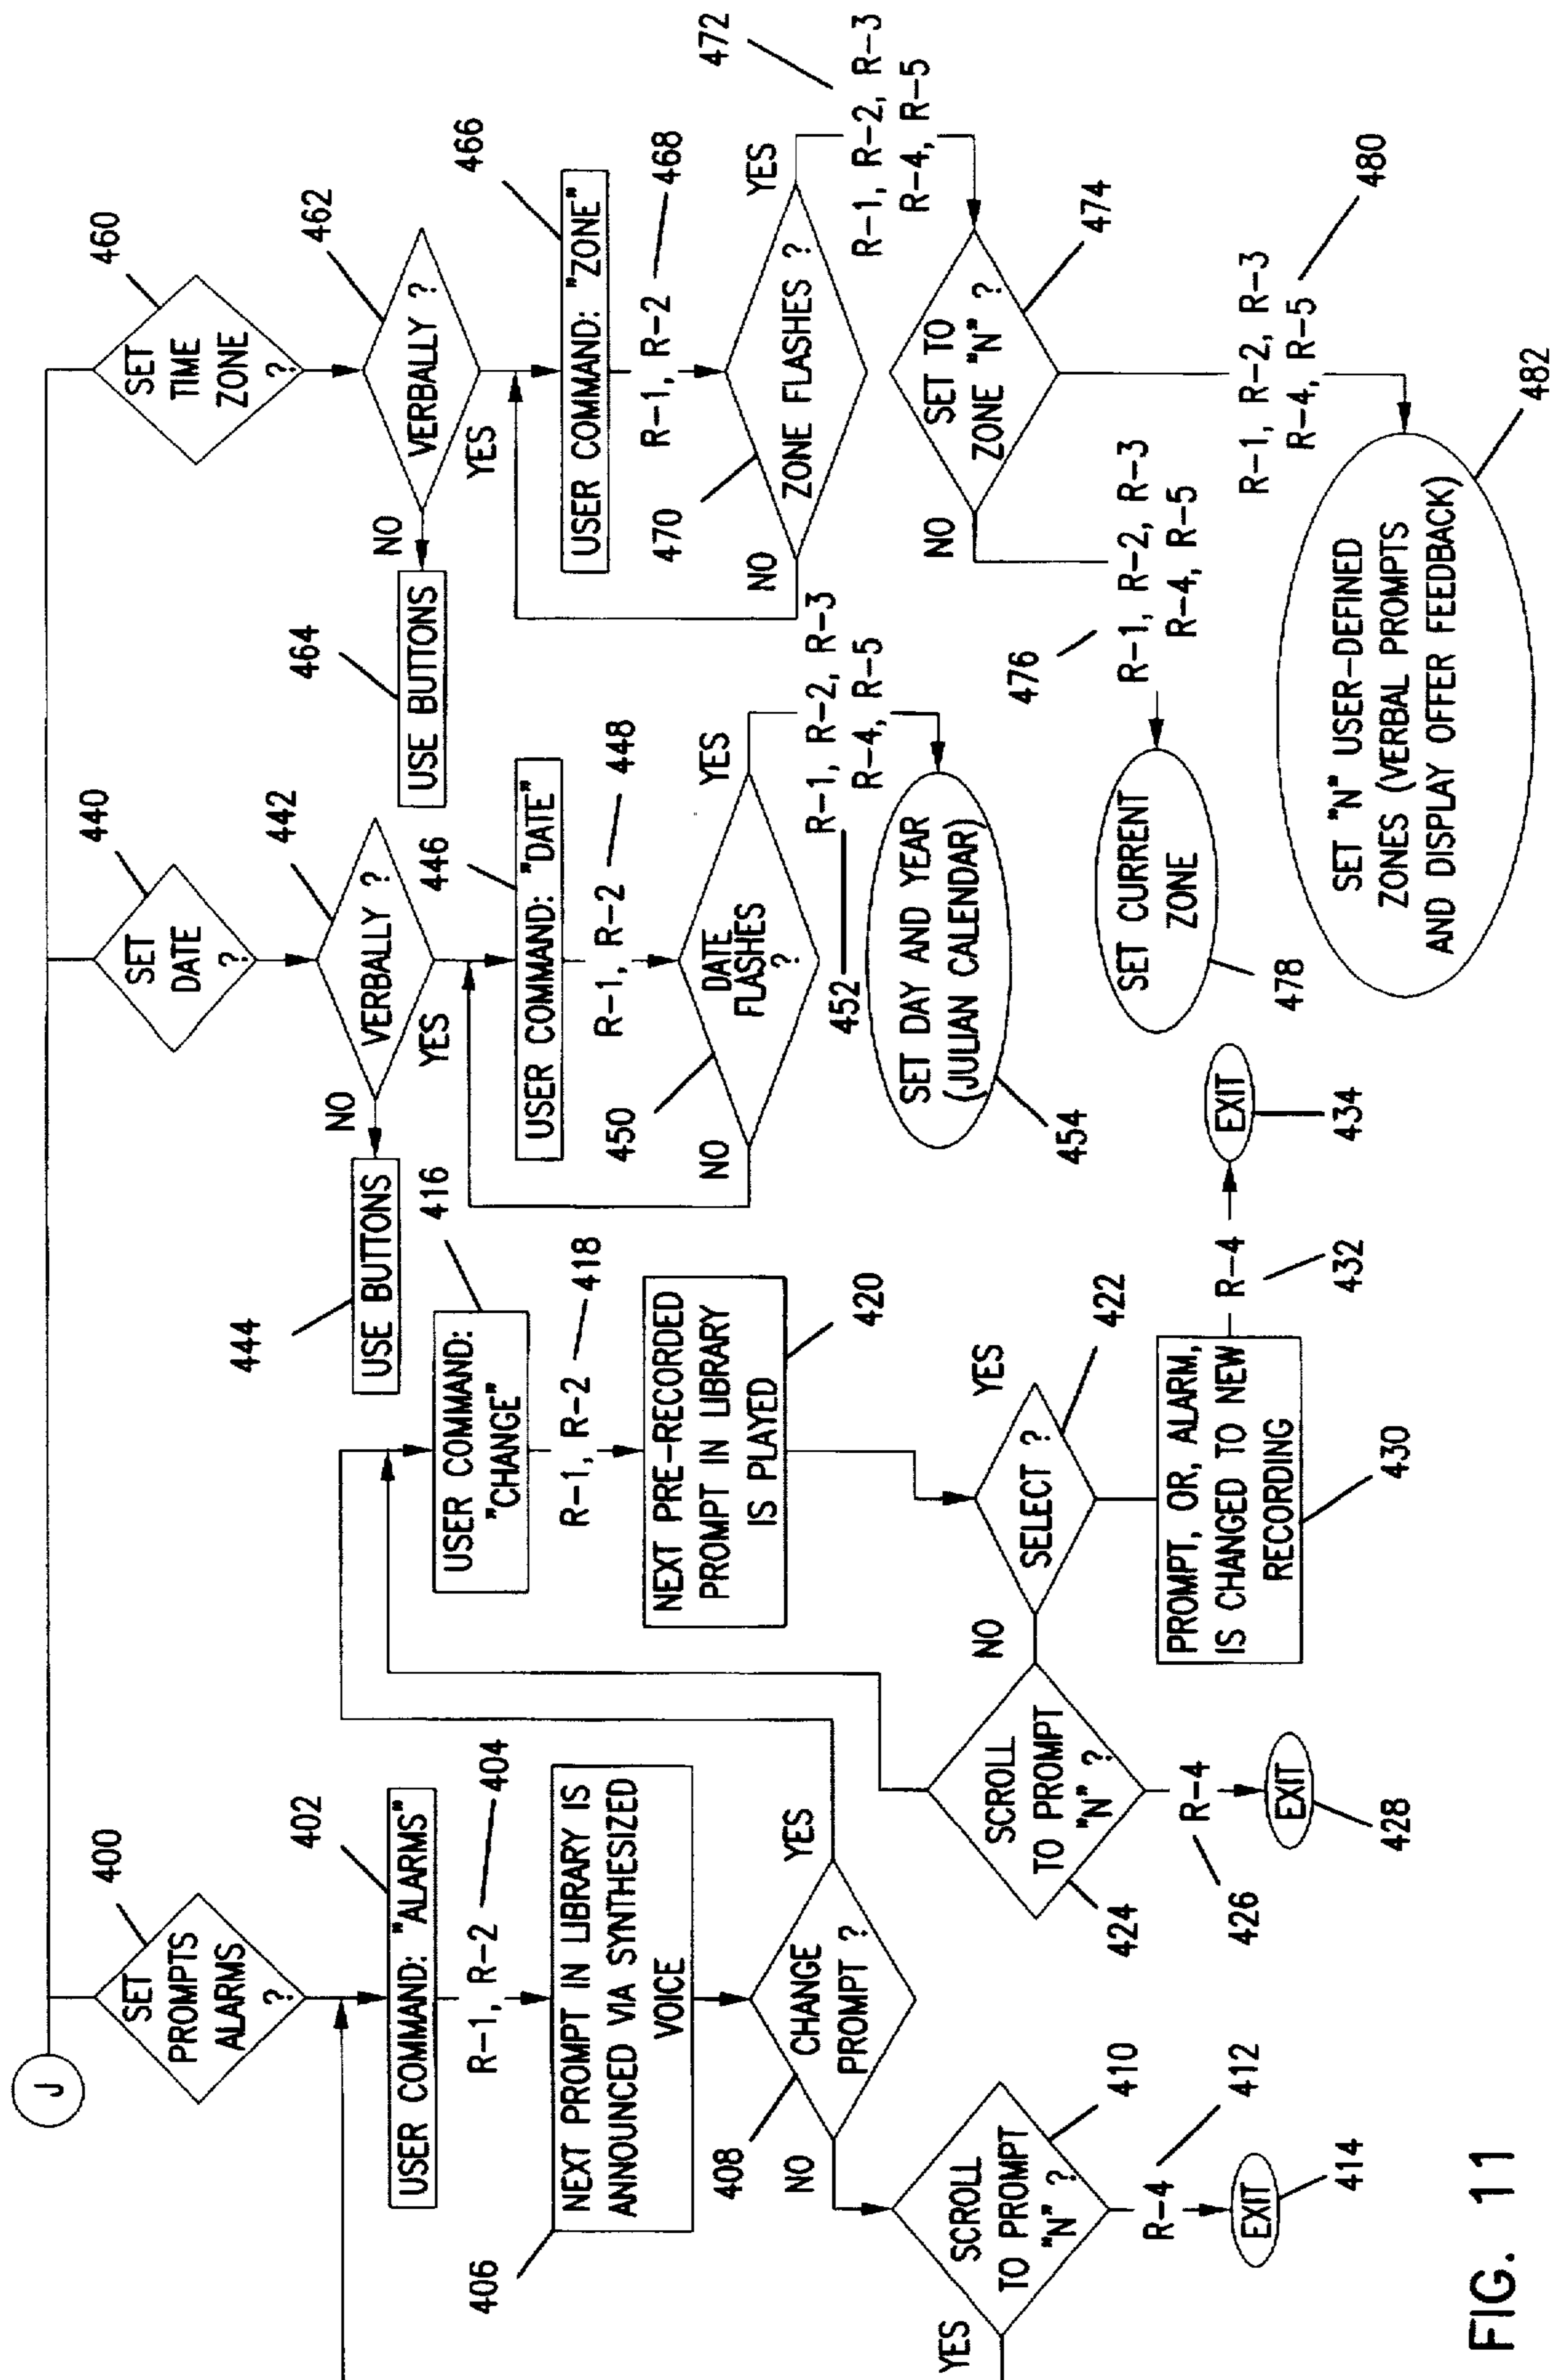 J
400
SET
PROMPTS
ALARMS
?
402
USER COMMAND: "ALARMS"
R-1, R-2
404
406
NEXT PROMPT IN LIBRARY IS
ANNOUNCED VIA SYNTHESIZED
VOICE
408
CHANGE
PROMPT ?
YES
NO
410
SCROLL
TO PROMPT
"N" ?
YES
R-4
412
EXIT
414
416
USER COMMAND:
"CHANGE"
R-1, R-2
418
NEXT PRE-RECORDED
PROMPT IN LIBRARY
IS PLAYED
420
SELECT ?
422
YES
NO
SCROLL
TO PROMPT
"N" ?
424
R-4
426
EXIT
428
PROMPT, OR, ALARM,
IS CHANGED TO NEW
RECORDING
430
R-4
432
EXIT
434
440
SET
DATE
?
442
VERBALLY ?
NO
YES
444
USE BUTTONS
446
USER COMMAND: "DATE"
R-1, R-2
448
450
DATE
FLASHES
?
NO
YES
R-1, R-2, R-3
R-4, R-5
452
SET DAY AND YEAR
(JULIAN CALENDAR)
454
460
SET
TIME
ZONE
?
462
VERBALLY ?
NO
YES
464
USE BUTTONS
466
USER COMMAND: "ZONE"
R-1, R-2
468
470
ZONE FLASHES ?
NO
YES
472
R-1, R-2, R-3
R-4, R-5
SET TO
ZONE "N" ?
474
NO
476
R-1, R-2, R-3
R-4, R-5
SET CURRENT
ZONE
478
R-1, R-2, R-3
R-4, R-5
480
SET "N" USER-DEFINED
ZONES (VERBAL PROMPTS
AND DISPLAY OFFER FEEDBACK)
482
FIG. 11